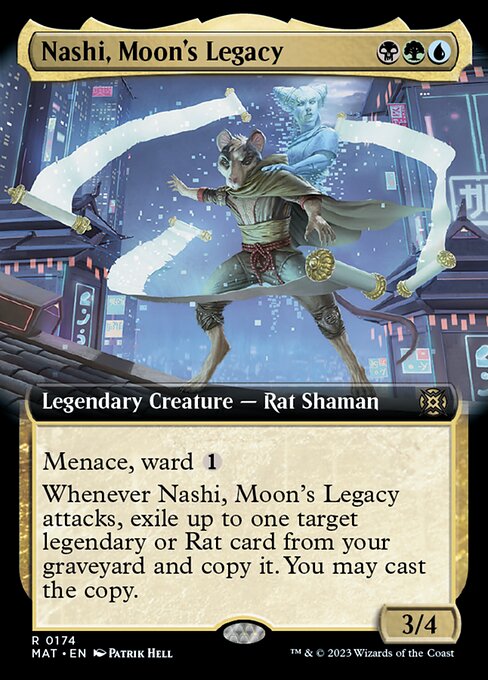 Nashi, Moon's Legacy
Legendary Creature — Rat Shaman
Menace, ward 1
Whenever Nashi, Moon's Legacy
attacks, exile up to one target
legendary or Rat card from your
graveyard and copy it. You may cast
the copy.
3/4
R 0174
MAT • EN Patrik Hell
™ & © 2023 Wizards of the Coast